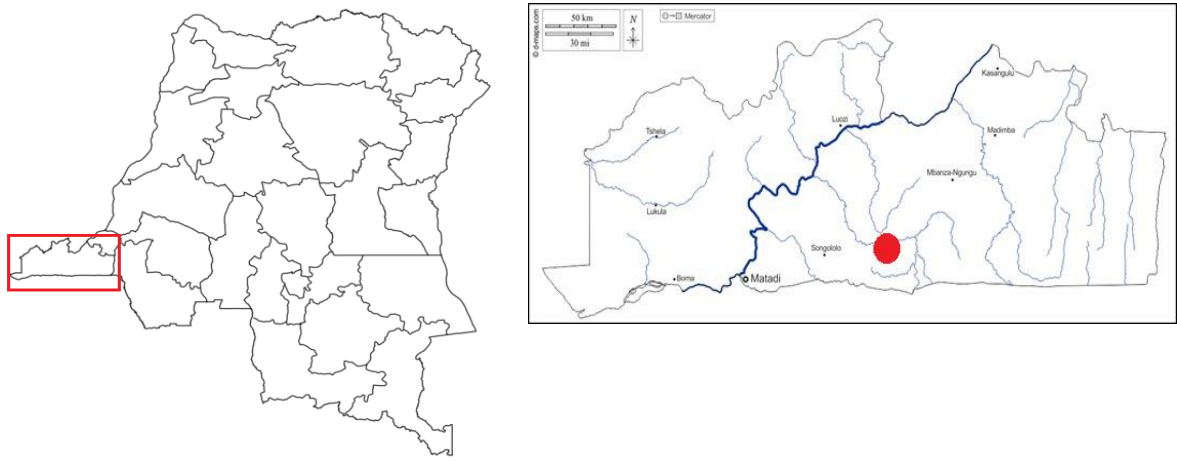 © d-maps.com
50 km
30 mi
N
Mercator
Kasangulu
Luozi
Tshela
Madimba
Mbanza-Ngungu
Lukula
Songololo
Boma
Matadi